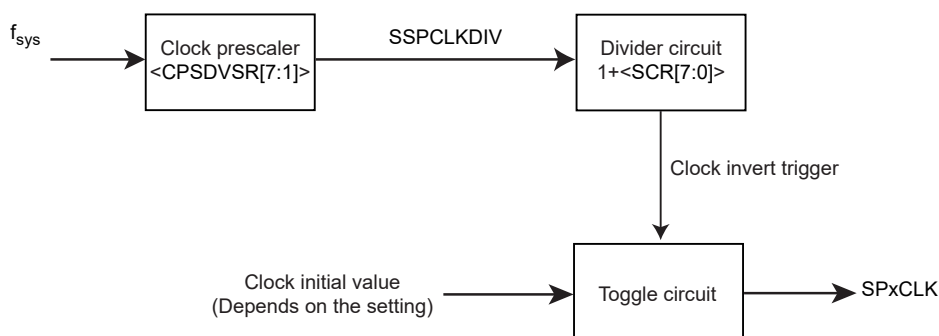 fsys
Clock prescaler
<CPSDVSR[7:1]>
SSPCLKDIV
Divider circuit
1+<SCR[7:0]>
Clock invert trigger
Clock initial value
(Depends on the setting)
Toggle circuit
SPxCLK